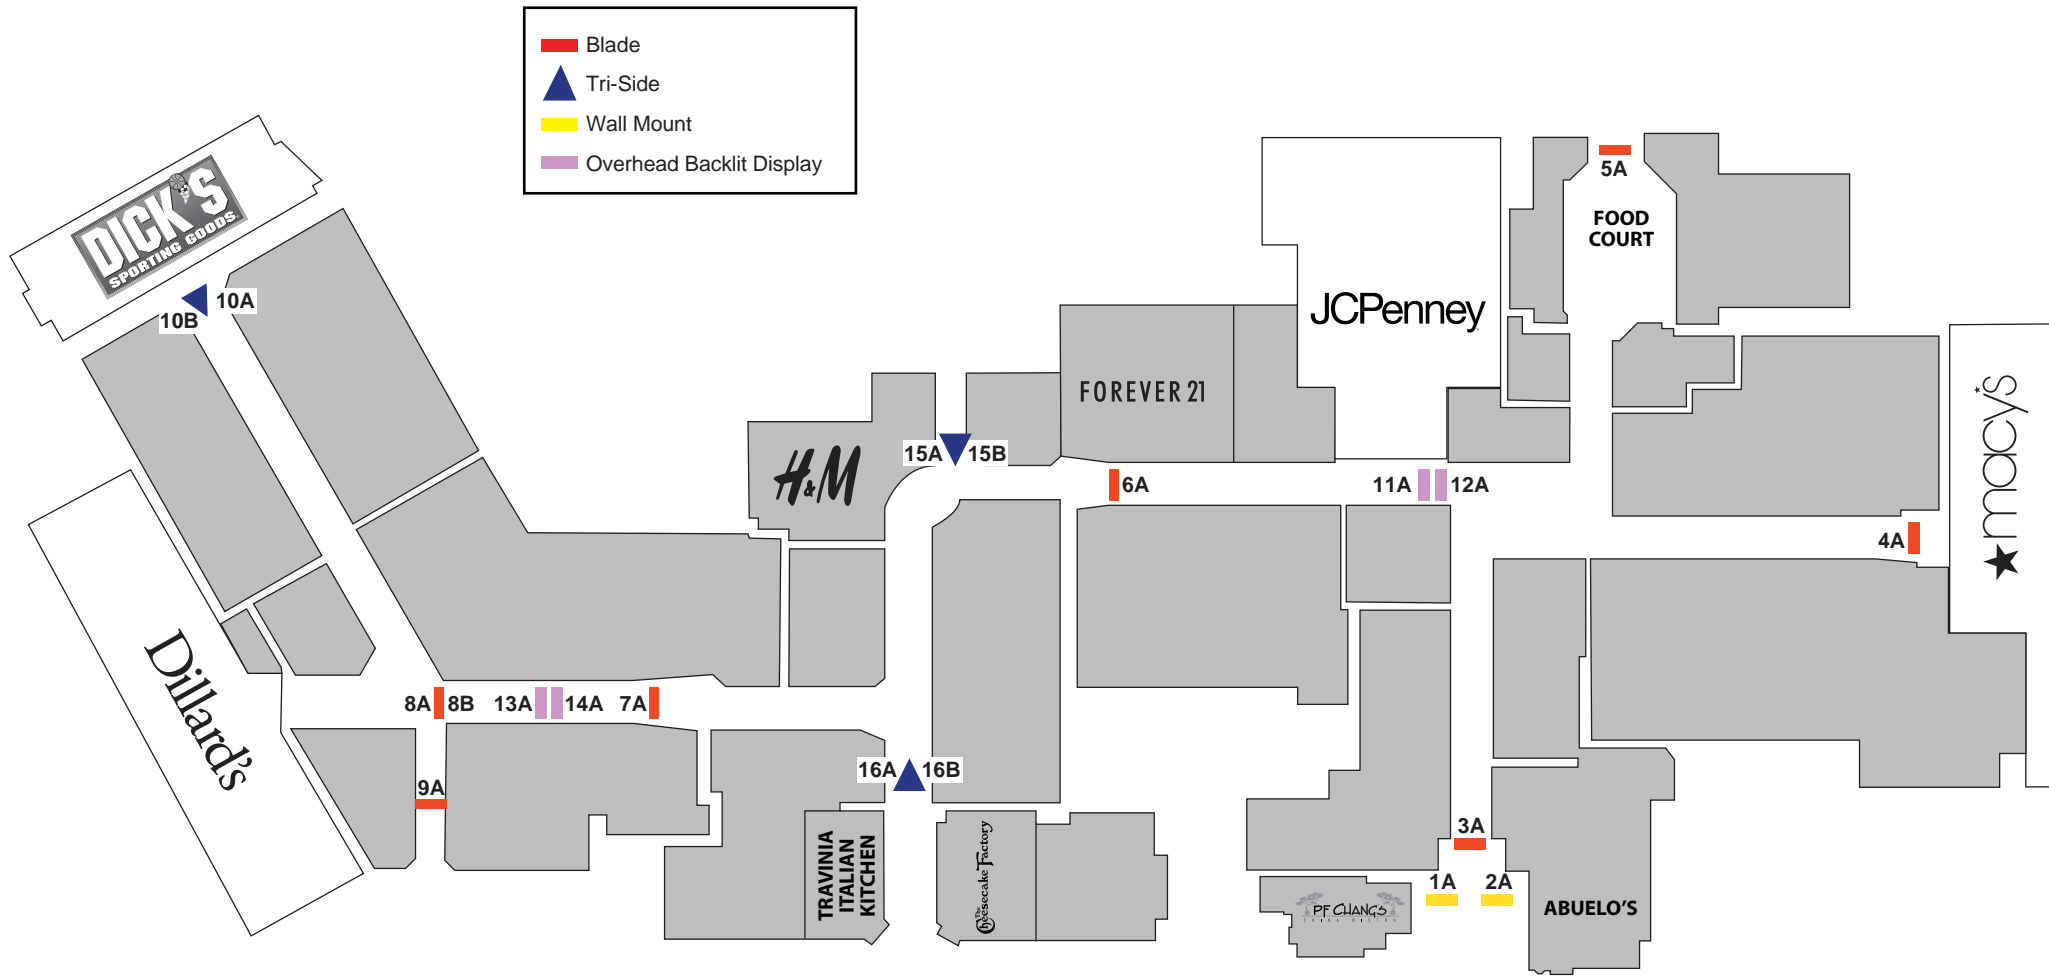 Blade
Tri-Side
Wall Mount
Overhead Backlit Display
5A
FOOD
COURT
DICK'S
SPORTING GOODS
10A
10B
JCPenney
FOREVER 21
macy's
15A
15B
H&M
6A
11A
12A
4A
Dillard's
8A
8B
13A
14A
7A
16A
16B
9A
TRAVINIA
ITALIAN
KITCHEN
The
Cheesecake Factory
3A
1A
2A
P.F. CHANG'S
CHINA BISTRO
ABUELO'S